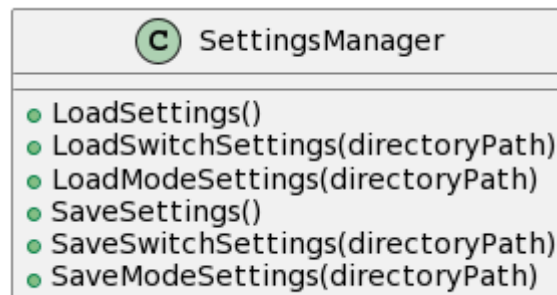 C SettingsManager
LoadSettings()
LoadSwitchSettings(directoryPath)
LoadModeSettings(directoryPath)
SaveSettings()
SaveSwitchSettings(directoryPath)
SaveModeSettings(directoryPath)